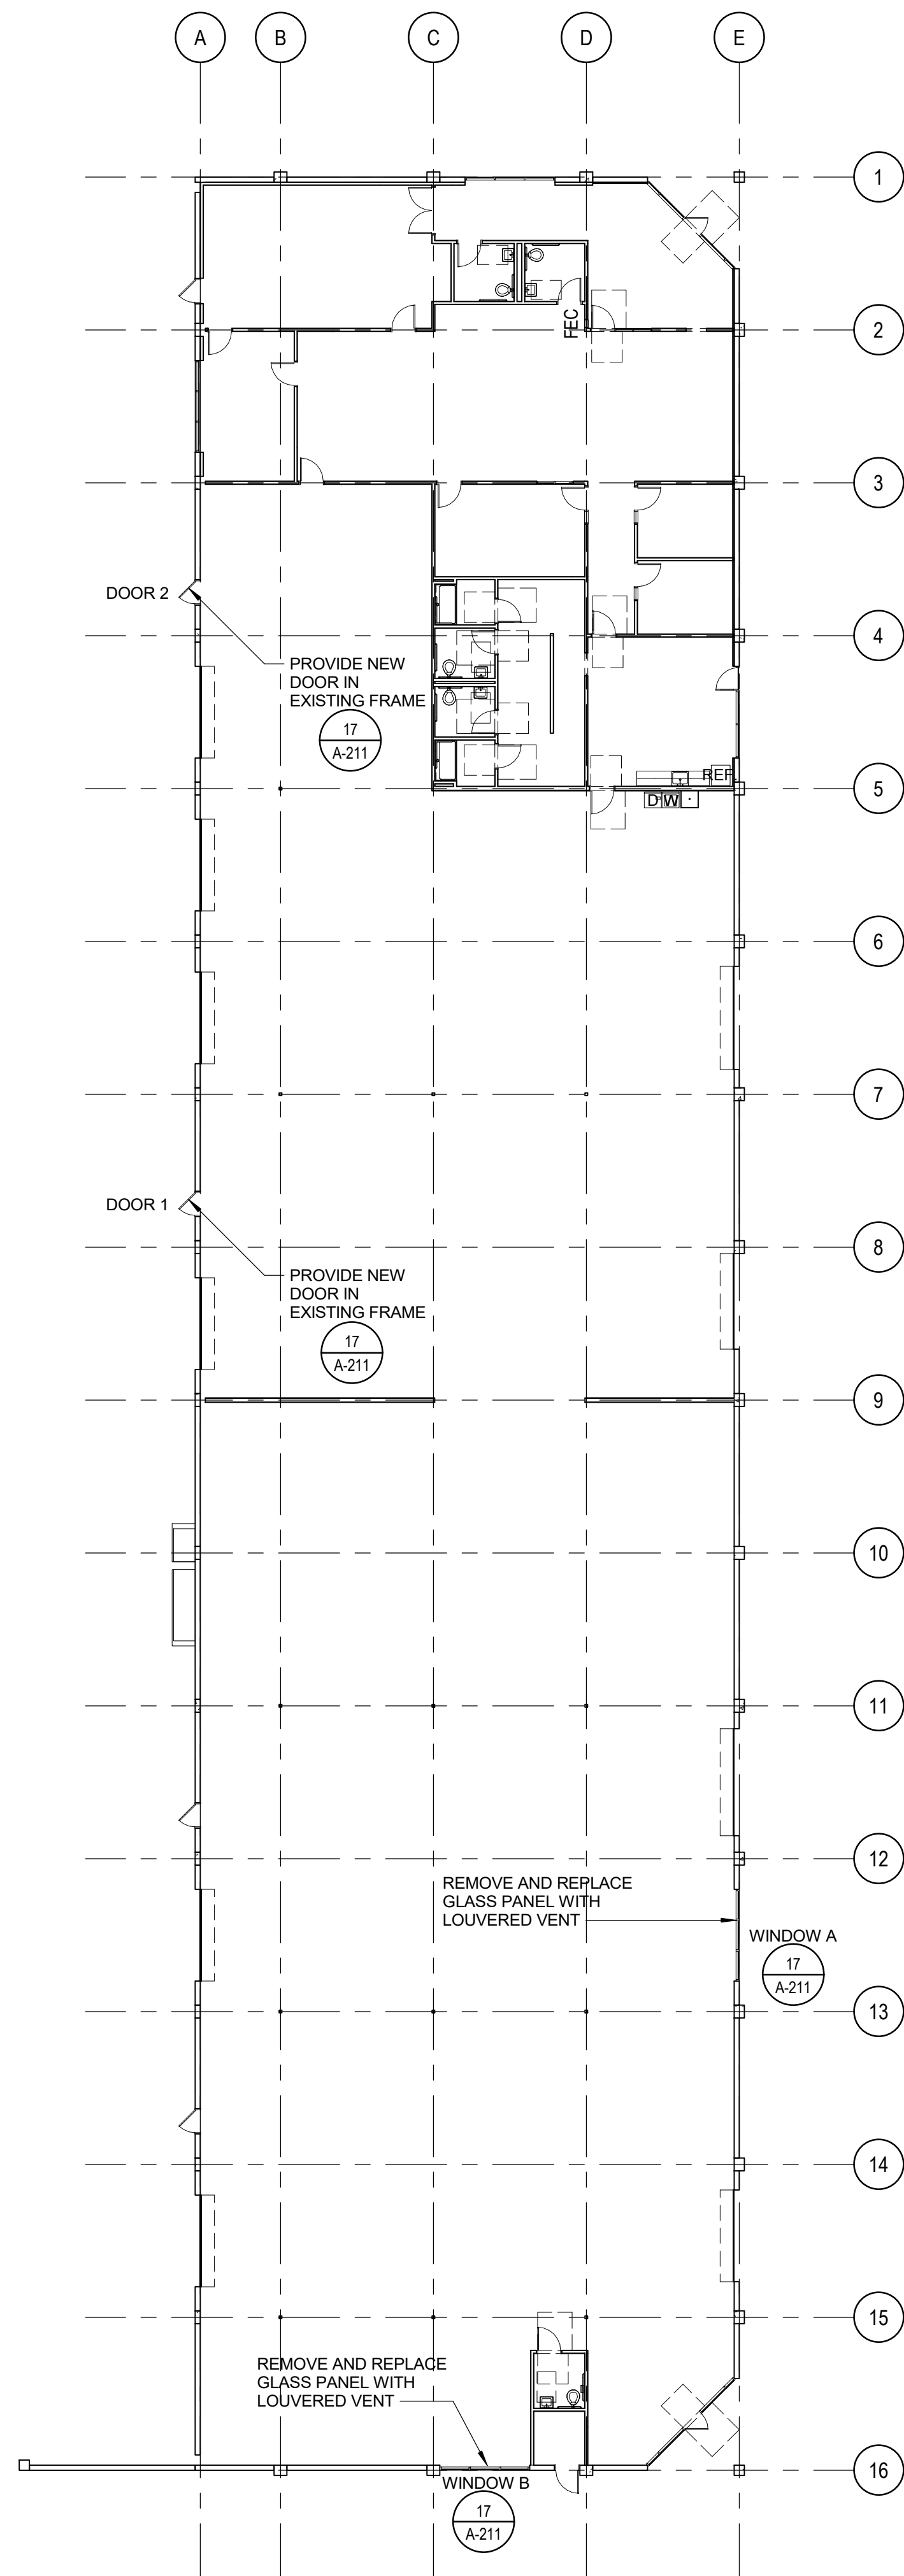 A
B
C
D
E
1
FEC
2
3
DOOR 2
4
PROVIDE NEW
DOOR IN
EXISTING FRAME
17
A-211
REF.
5
D
W
6
7
DOOR 1
8
PROVIDE NEW
DOOR IN
EXISTING FRAME
17
A-211
9
10
11
12
REMOVE AND REPLACE
GLASS PANEL WITH
LOUVERED VENT
WINDOW A
17
A-211
13
14
15
REMOVE AND REPLACE
GLASS PANEL WITH
LOUVERED VENT
16
WINDOW B
17
A-211